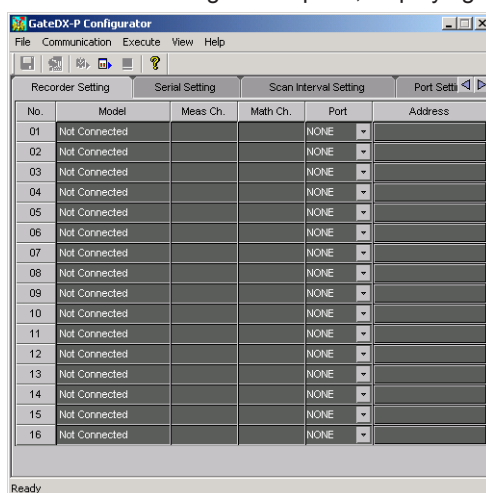 GateDX-P Configurator
File Communication Execute View Help
Recorder Setting Serial Setting Scan Interval Setting Port Setti
No. Model Meas Ch. Math Ch. Port Address
01 Not Connected NONE
02 Not Connected NONE
03 Not Connected NONE
04 Not Connected NONE
05 Not Connected NONE
06 Not Connected NONE
07 Not Connected NONE
08 Not Connected NONE
09 Not Connected NONE
10 Not Connected NONE
11 Not Connected NONE
12 Not Connected NONE
13 Not Connected NONE
14 Not Connected NONE
15 Not Connected NONE
16 Not Connected NONE
Ready